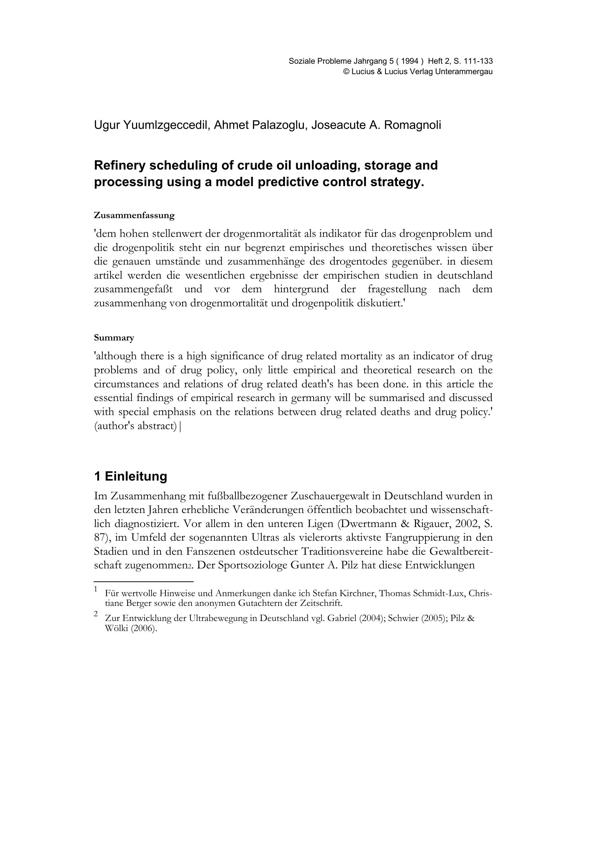 Soziale Probleme Jahrgang 5 ( 1994 ) Heft 2, S. 111-133
© Lucius & Lucius Verlag Unterammergau
Ugur Yuumlzgeccedil, Ahmet Palazoglu, Joseacute A. Romagnoli
Refinery scheduling of crude oil unloading, storage and
processing using a model predictive control strategy.
Zusammenfassung
'dem hohen stellenwert der drogenmortalität als indikator für das drogenproblem und
die drogenpolitik steht ein nur begrenzt empirisches und theoretisches wissen über
die genauen umstände und zusammenhänge des drogentodes gegenüber. in diesem
artikel werden die wesentlichen ergebnisse der empirischen studien in deutschland
zusammengefaßt und vor dem hintergrund der fragestellung nach dem
zusammenhang von drogenmortalität und drogenpolitik diskutiert.'
Summary
'although there is a high significance of drug related mortality as an indicator of drug
problems and of drug policy, only little empirical and theoretical research on the
circumstances and relations of drug related death's has been done. in this article the
essential findings of empirical research in germany will be summarised and discussed
with special emphasis on the relations between drug related deaths and drug policy.'
(author's abstract)|
1 Einleitung
Im Zusammenhang mit fußballbezogener Zuschauergewalt in Deutschland wurden in
den letzten Jahren erhebliche Veränderungen öffentlich beobachtet und wissenschaft-
lich diagnostiziert. Vor allem in den unteren Ligen (Dwertmann & Rigauer, 2002, S.
87), im Umfeld der sogenannten Ultras als vielerorts aktivste Fangruppierung in den
Stadien und in den Fanszenen ostdeutscher Traditionsvereine habe die Gewaltbereit-
schaft zugenommen2. Der Sportsoziologe Gunter A. Pilz hat diese Entwicklungen
1 Für wertvolle Hinweise und Anmerkungen danke ich Stefan Kirchner, Thomas Schmidt-Lux, Chris-
tiane Berger sowie den anonymen Gutachtern der Zeitschrift.
2 Zur Entwicklung der Ultrabewegung in Deutschland vgl. Gabriel (2004); Schwier (2005); Pilz &
Wölki (2006).